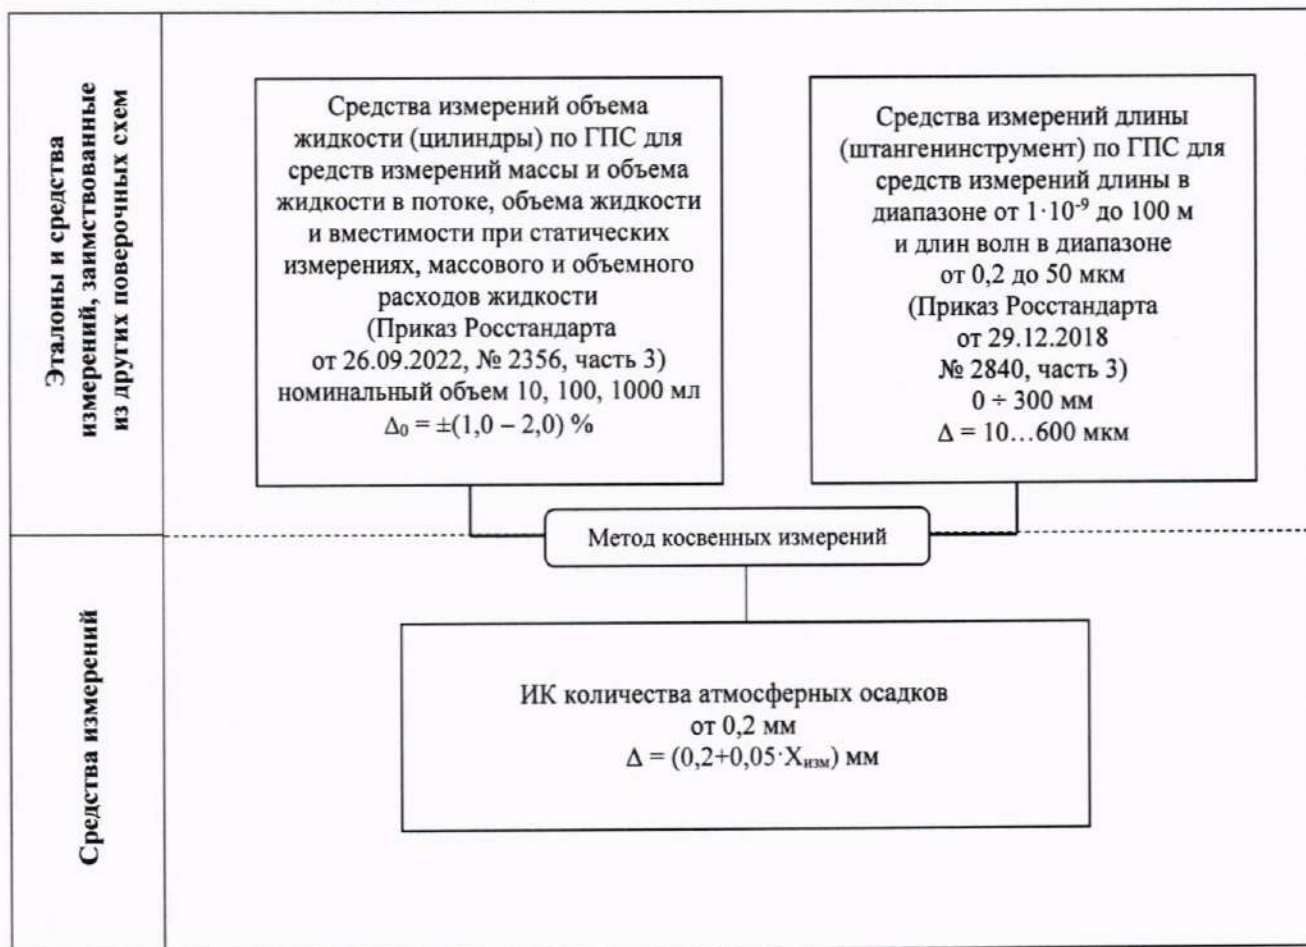 Эталоны и средства
измерений, заимствованные
из других поверочных схем
Средства измерений объема
жидкости (цилиндры) по ГПС для
средств измерений массы и объема
жидкости в потоке, объема жидкости
и вместимости при статических
измерениях, массового и объемного
расходов жидкости
(Приказ Росстандарта
от 26.09.2022, № 2356, часть 3)
номинальный объем 10, 100, 1000 мл
Δ₀ = ±(1,0 – 2,0) %
Средства измерений длины
(штангенинструмент) по ГПС для
средств измерений длины в
диапазоне от 1·10⁻⁹ до 100 м
и длин волн в диапазоне
от 0,2 до 50 мкм
(Приказ Росстандарта
от 29.12.2018
№ 2840, часть 3)
0 ÷ 300 мм
Δ = 10…600 мкм
Метод косвенных измерений
Средства измерений
ИК количества атмосферных осадков
от 0,2 мм
Δ = (0,2+0,05·Xизм) мм